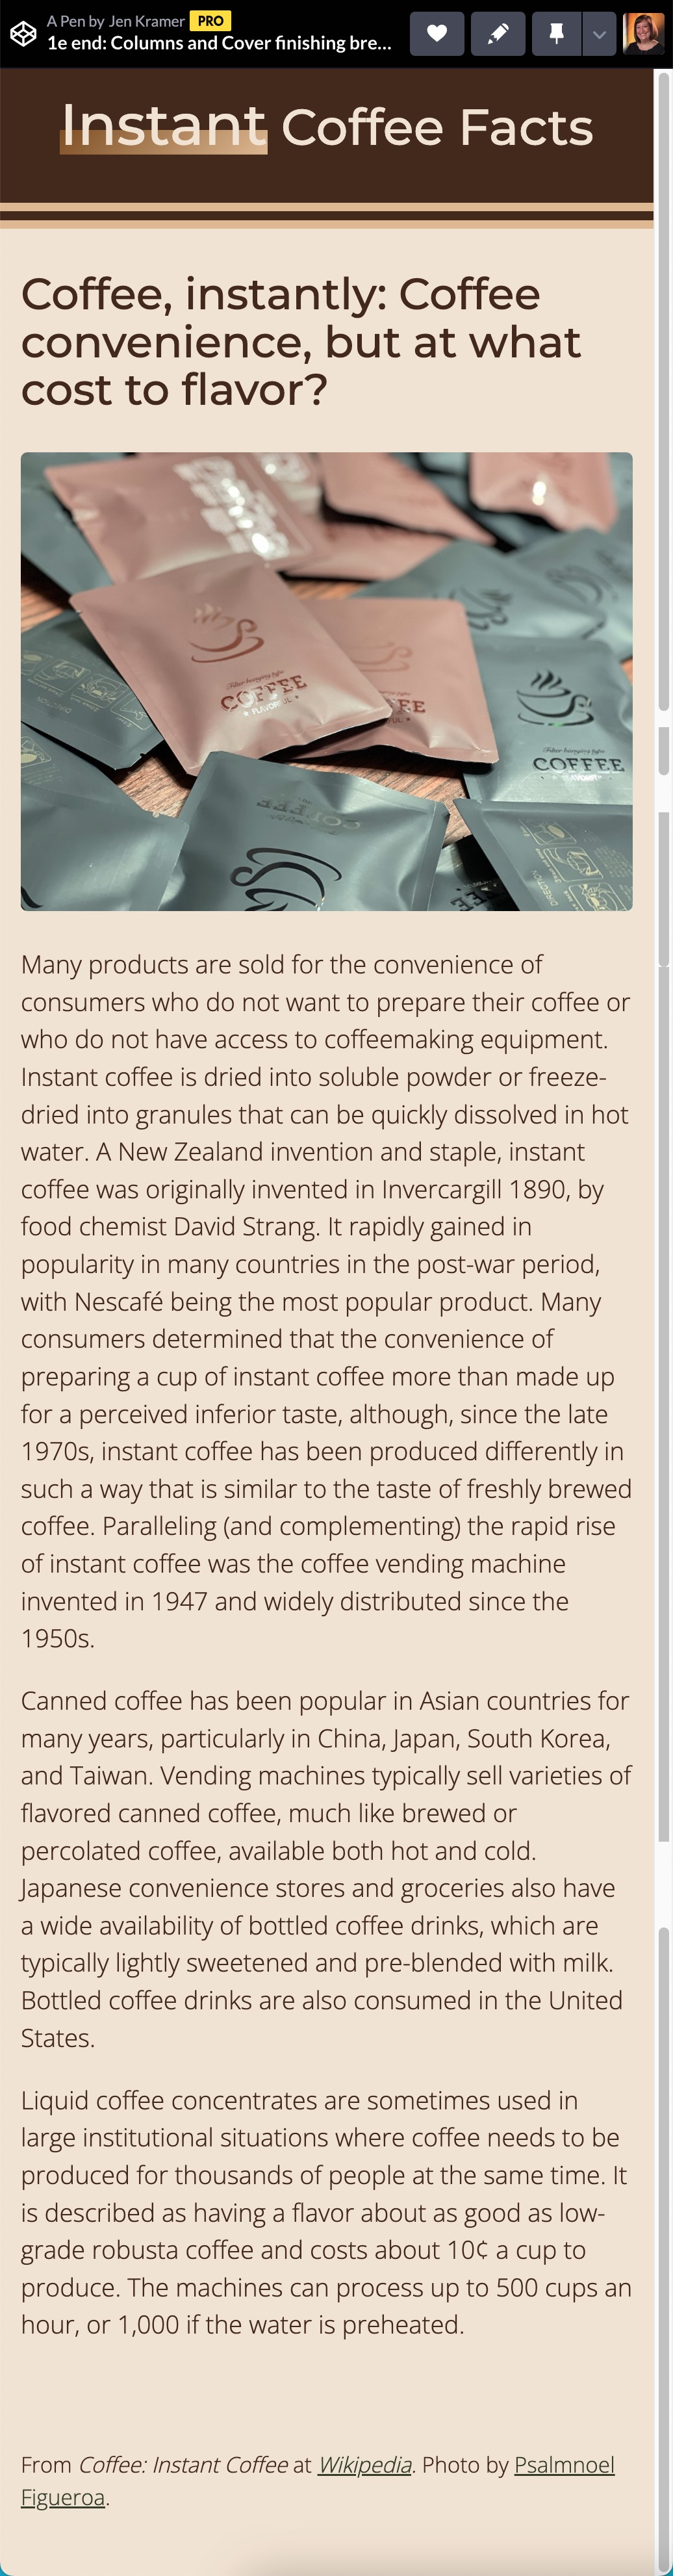 A Pen by Jen Kramer PRO
1e end: Columns and Cover finishing bre...
Instant Coffee Facts
Coffee, instantly: Coffee
convenience, but at what
cost to flavor?
Filter hanging type
COFFEE
FLAVORFUL
Filter hanging type
COFFEE
COFFEE
Many products are sold for the convenience of
consumers who do not want to prepare their coffee or
who do not have access to coffeemaking equipment.
Instant coffee is dried into soluble powder or freeze-
dried into granules that can be quickly dissolved in hot
water. A New Zealand invention and staple, instant
coffee was originally invented in Invercargill 1890, by
food chemist David Strang. It rapidly gained in
popularity in many countries in the post-war period,
with Nescafé being the most popular product. Many
consumers determined that the convenience of
preparing a cup of instant coffee more than made up
for a perceived inferior taste, although, since the late
1970s, instant coffee has been produced differently in
such a way that is similar to the taste of freshly brewed
coffee. Paralleling (and complementing) the rapid rise
of instant coffee was the coffee vending machine
invented in 1947 and widely distributed since the
1950s.
Canned coffee has been popular in Asian countries for
many years, particularly in China, Japan, South Korea,
and Taiwan. Vending machines typically sell varieties of
flavored canned coffee, much like brewed or
percolated coffee, available both hot and cold.
Japanese convenience stores and groceries also have
a wide availability of bottled coffee drinks, which are
typically lightly sweetened and pre-blended with milk.
Bottled coffee drinks are also consumed in the United
States.
Liquid coffee concentrates are sometimes used in
large institutional situations where coffee needs to be
produced for thousands of people at the same time. It
is described as having a flavor about as good as low-
grade robusta coffee and costs about 10¢ a cup to
produce. The machines can process up to 500 cups an
hour, or 1,000 if the water is preheated.
From Coffee: Instant Coffee at Wikipedia. Photo by Psalmnoel
Figueroa.